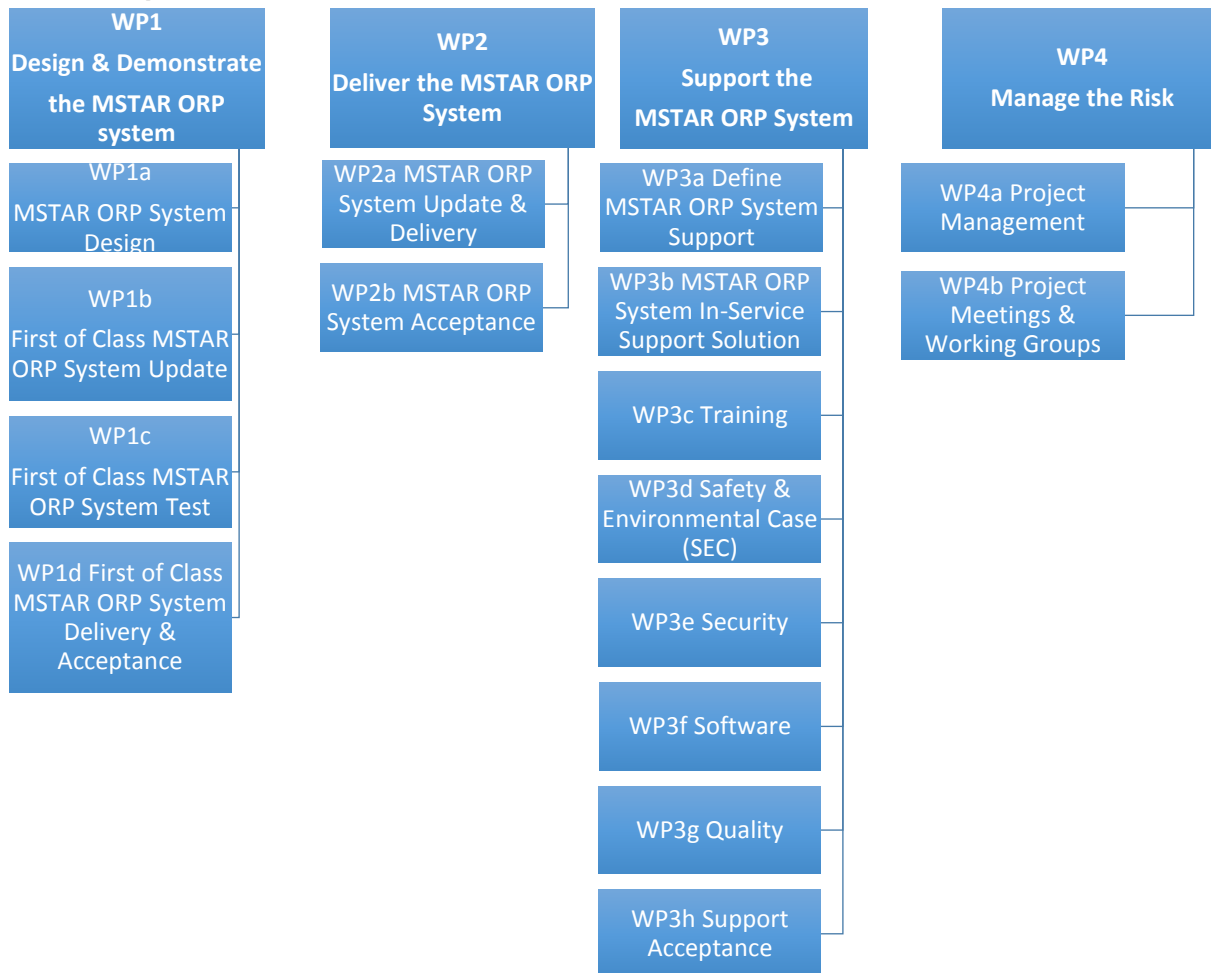 WP1
Design & Demonstrate
the MSTAR ORP
system
WP1a
MSTAR ORP System
Design
WP1b
First of Class MSTAR
ORP System Update
WP1c
First of Class MSTAR
ORP System Test
WP1d First of Class
MSTAR ORP System
Delivery &
Acceptance
WP2
Deliver the MSTAR ORP
System
WP2a MSTAR ORP
System Update &
Delivery
WP2b MSTAR ORP
System Acceptance
WP3
Support the
MSTAR ORP System
WP3a Define
MSTAR ORP System
Support
WP3b MSTAR ORP
System In-Service
Support Solution
WP3c Training
WP3d Safety &
Environmental Case
(SEC)
WP3e Security
WP3f Software
WP3g Quality
WP3h Support
Acceptance
WP4
Manage the Risk
WP4a Project
Management
WP4b Project
Meetings &
Working Groups